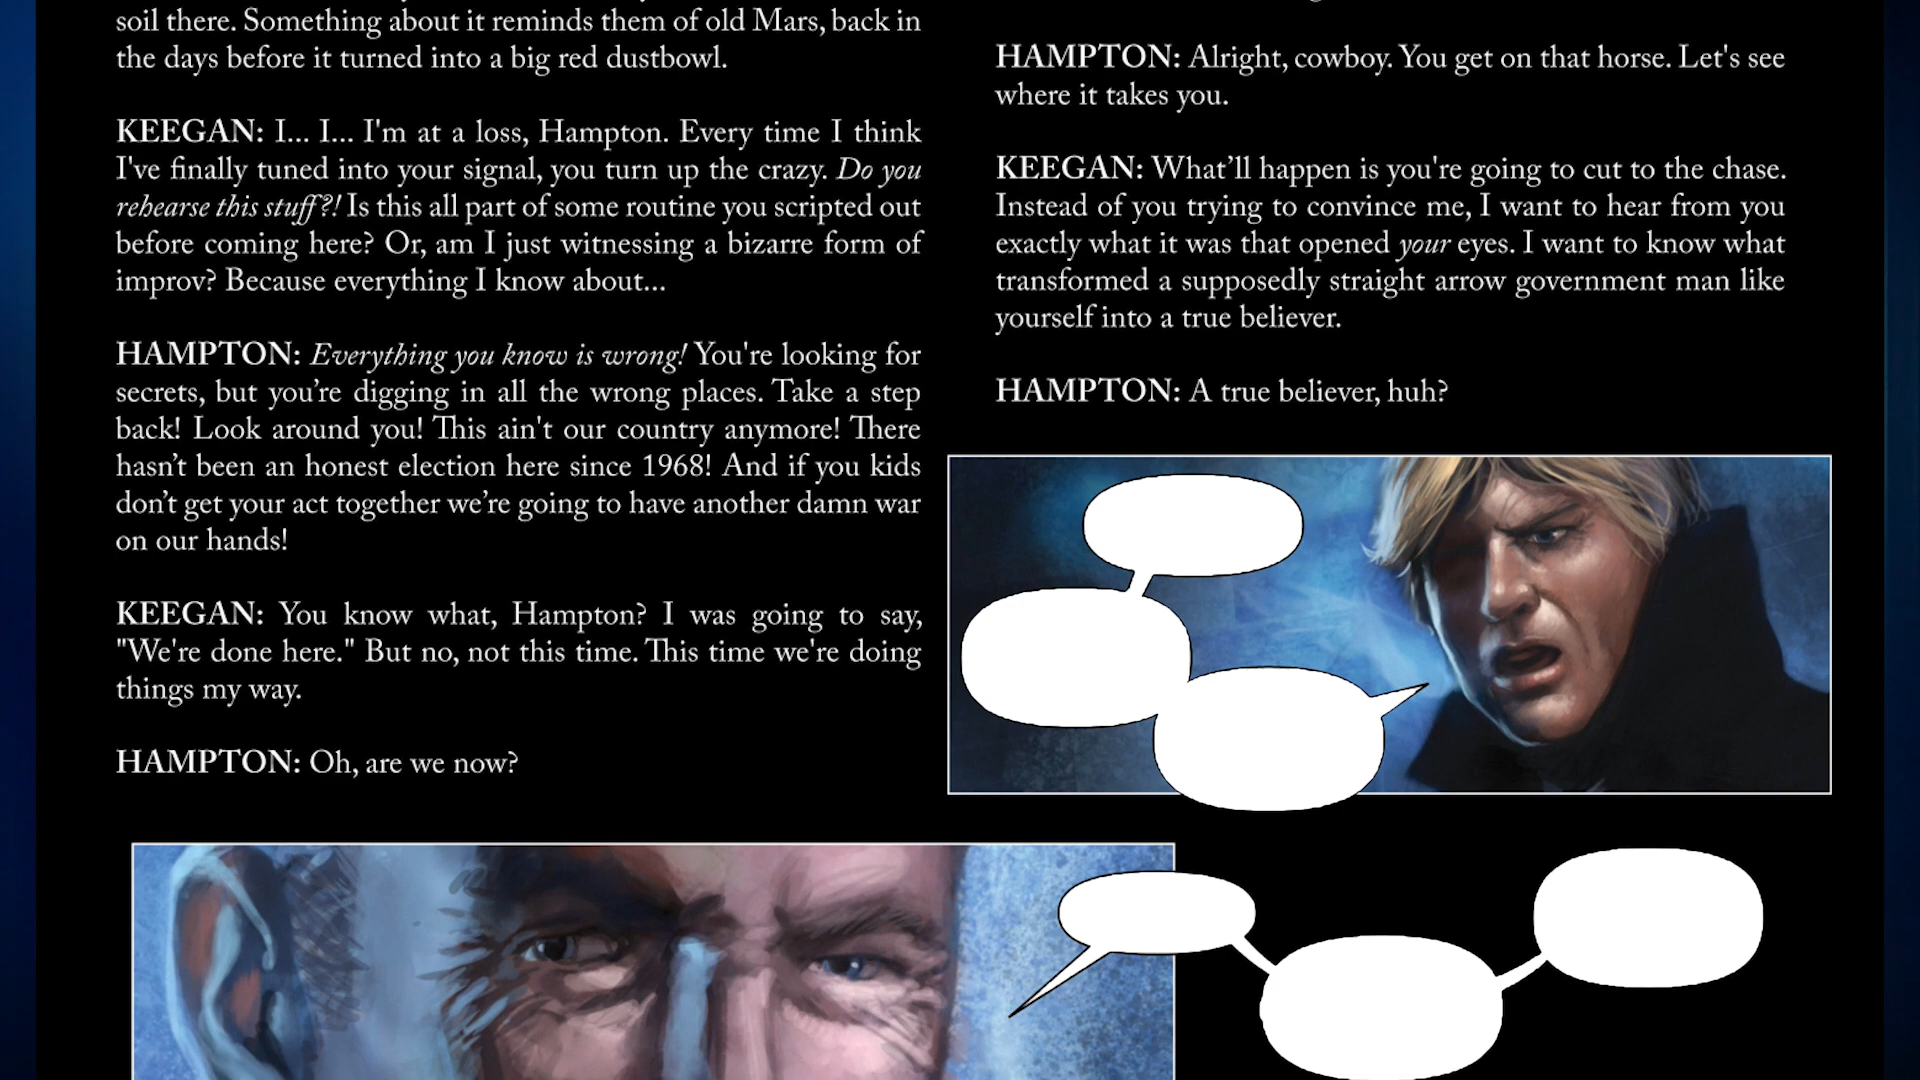 soil there. Something about it reminds them of old Mars, back in
the days before it turned into a big red dustbowl.
KEEGAN: I... I... I'm at a loss, Hampton. Every time I think
I've finally tuned into your signal, you turn up the crazy. Do you
rehearse this stuff?! Is this all part of some routine you scripted out
before coming here? Or, am I just witnessing a bizarre form of
improv? Because everything I know about...
HAMPTON: Everything you know is wrong! You're looking for
secrets, but you’re digging in all the wrong places. Take a step
back! Look around you! This ain't our country anymore! There
hasn’t been an honest election here since 1968! And if you kids
don’t get your act together we’re going to have another damn war
on our hands!
KEEGAN: You know what, Hampton? I was going to say,
"We're done here." But no, not this time. This time we're doing
things my way.
HAMPTON: Oh, are we now?
HAMPTON: Alright, cowboy. You get on that horse. Let's see
where it takes you.
KEEGAN: What’ll happen is you're going to cut to the chase.
Instead of you trying to convince me, I want to hear from you
exactly what it was that opened your eyes. I want to know what
transformed a supposedly straight arrow government man like
yourself into a true believer.
HAMPTON: A true believer, huh?